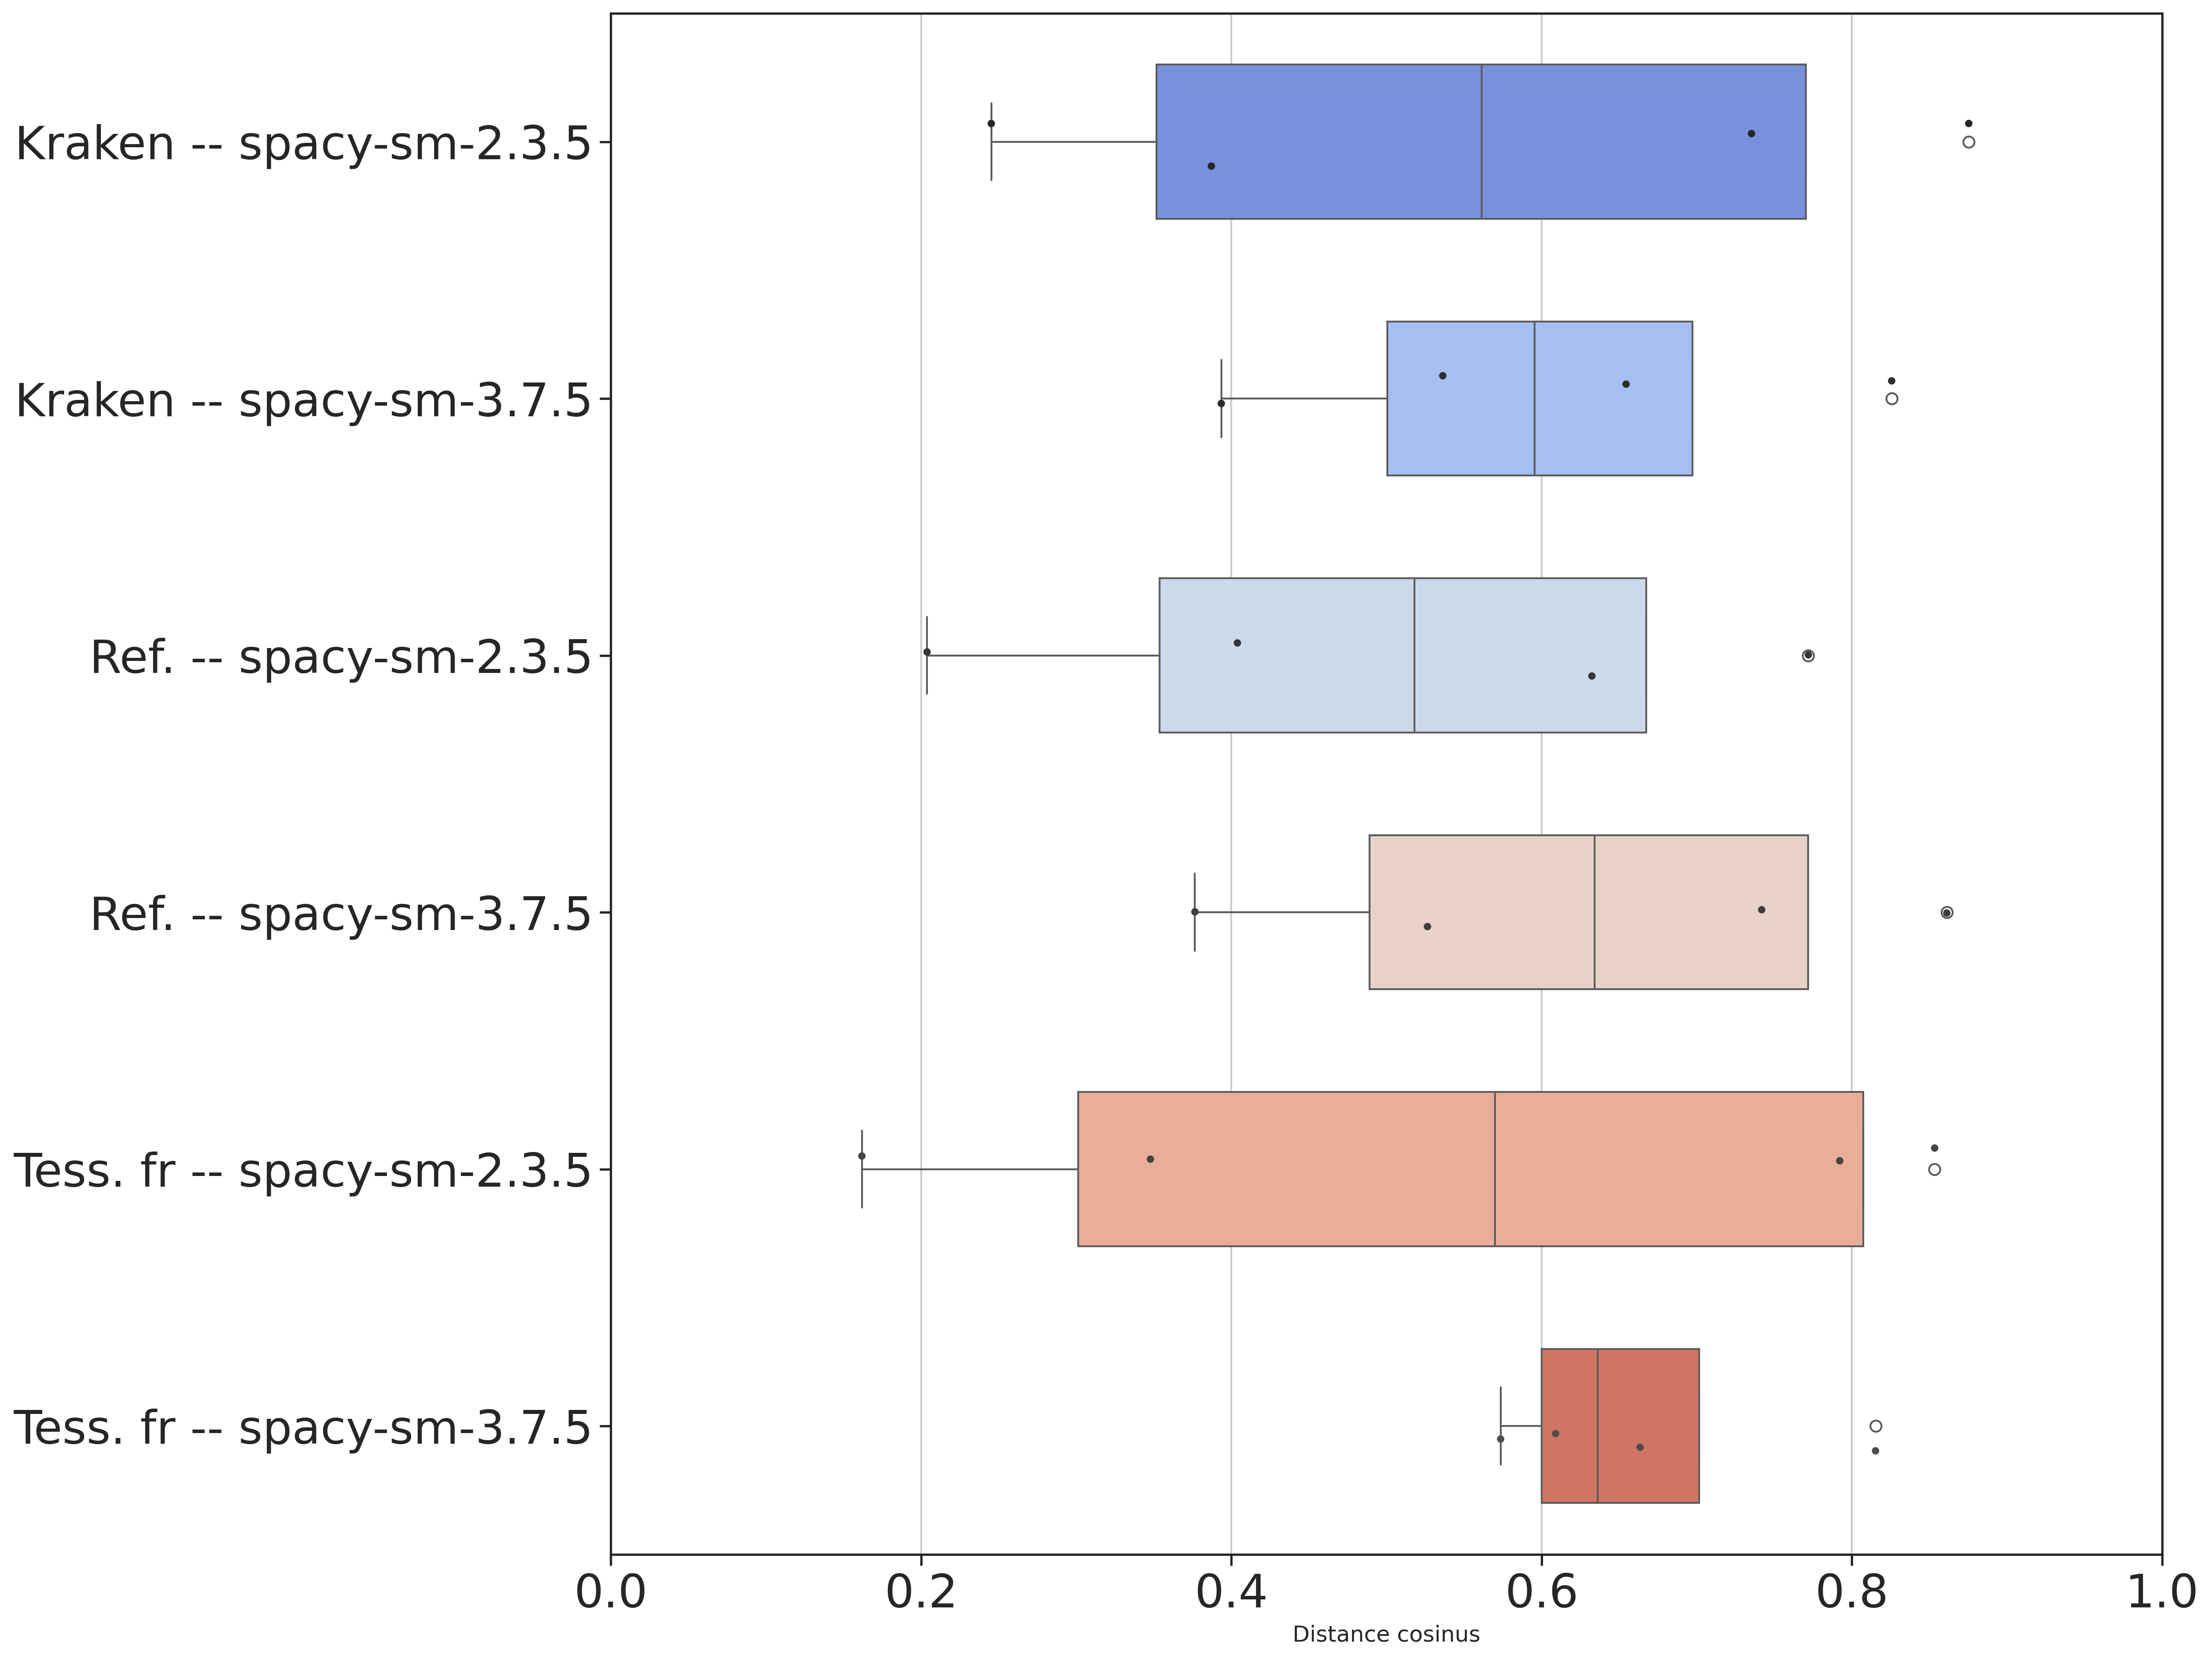 Kraken -- spacy-sm-2.3.5
Kraken -- spacy-sm-3.7.5
Ref. -- spacy-sm-2.3.5
Ref. -- spacy-sm-3.7.5
Tess. fr -- spacy-sm-2.3.5
Tess. fr -- spacy-sm-3.7.5
0.0 0.2 0.4 0.6 0.8 1.0
Distance cosinus